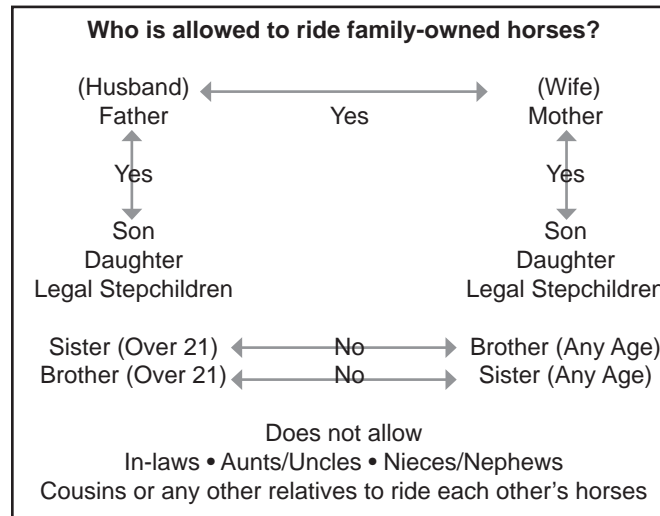 Who is allowed to ride family-owned horses?
(Husband) (Wife)
Father Yes Mother
Yes Yes
Son Son
Daughter Daughter
Legal Stepchildren Legal Stepchildren
Sister (Over 21) No Brother (Any Age)
Brother (Over 21) No Sister (Any Age)
Does not allow
In-laws • Aunts/Uncles • Nieces/Nephews
Cousins or any other relatives to ride each other’s horses